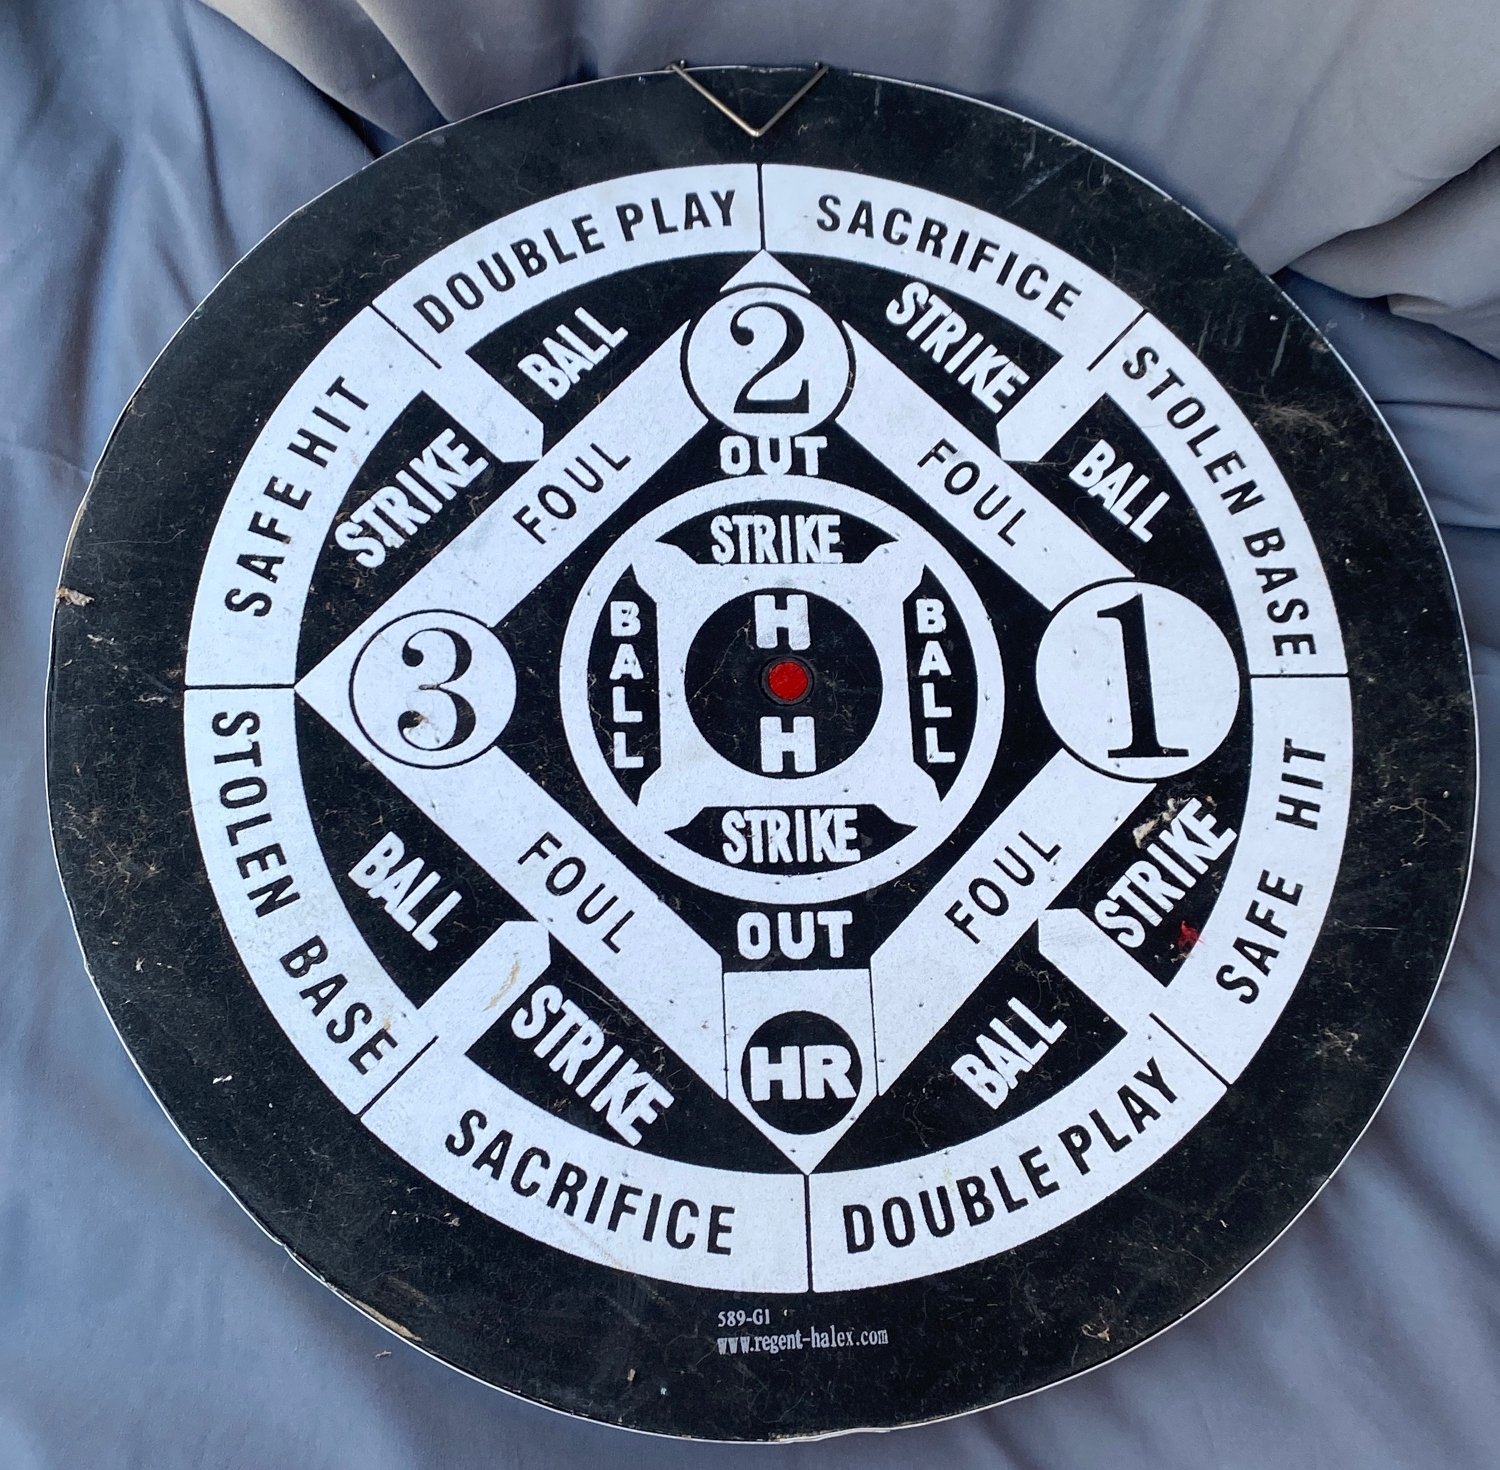 DOUBLE PLAY
SACRIFICE
BALL
STRIKE
2
SAFE HIT
STOLEN BASE
STRIKE
FOUL
OUT
FOUL
BALL
STRIKE
3
BALL
H
H
BALL
1
STRIKE
STOLEN BASE
BALL
FOUL
OUT
FOUL
STRIKE
SAFE HIT
STRIKE
HR
BALL
SACRIFICE
DOUBLE PLAY
589-G1
www.regent-halex.com